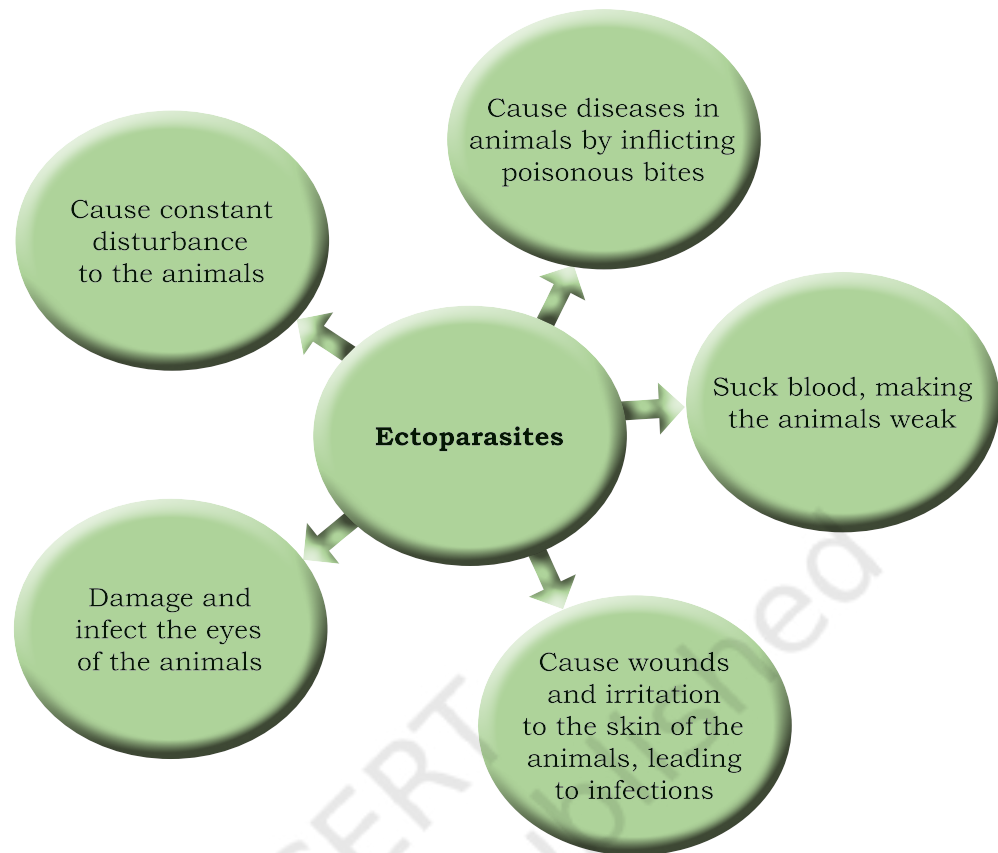 Cause diseases in
animals by inflicting
poisonous bites
Cause constant
disturbance
to the animals
Suck blood, making
the animals weak
Ectoparasites
Damage and
infect the eyes
of the animals
Cause wounds
and irritation
to the skin of the
animals, leading
to infections